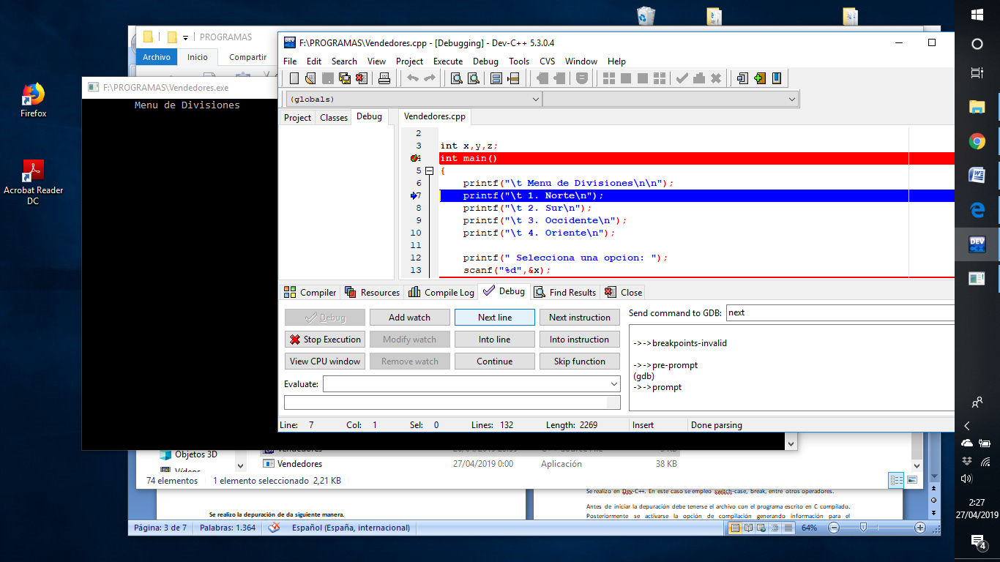 PROGRAMAS
Archivo
Inicio
Compartir
Firefox
Acrobat Reader
DC
F:\PROGRAMAS\Vendedores.exe
Menu de Divisiones
F:\PROGRAMAS\Vendedores.cpp - [Debugging] - Dev-C++ 5.3.0.4
File Edit Search View Project Execute Debug Tools CVS Window Help
(globals)
Project Classes Debug
Vendedores.cpp
2
3 int x,y,z;
4 int main()
5 {
6 printf("\t Menu de Divisiones\n\n");
7 printf("\t 1. Norte\n");
8 printf("\t 2. Sur\n");
9 printf("\t 3. Occidente\n");
10 printf("\t 4. Oriente\n");
11
12 printf(" Selecciona una opcion: ");
13 scanf("%d",&x);
Compiler Resources Compile Log Debug Find Results Close
Debug Add watch Next line Next instruction
Stop Execution Modify watch Into line Into instruction
View CPU window Remove watch Continue Skip function
Evaluate:
Send command to GDB: next
->->breakpoints-invalid
->->pre-prompt
(gdb)
->->prompt
Line: 7 Col: 1 Sel: 0 Lines: 132 Length: 2269 Insert Done parsing
Objetos 3D
Vídeos
Vendedores 27/04/2019 0:00 Aplicación 38 KB
74 elementos 1 elemento seleccionado 2,21 KB
Se realizo la depuración de da siguiente manera.
Se realizo en Dev-C++. En este caso se empleo switch-case, break, entre otros operadores.
Antes de iniciar la depuración debe tenerse el archivo con el programa escrito en C compilado.
Posteriormente se activarse la opción de compilación generando información para el
Página: 3 de 7 Palabras: 1.364 Español (España, internacional) 64%
DEV
2:27
27/04/2019
4